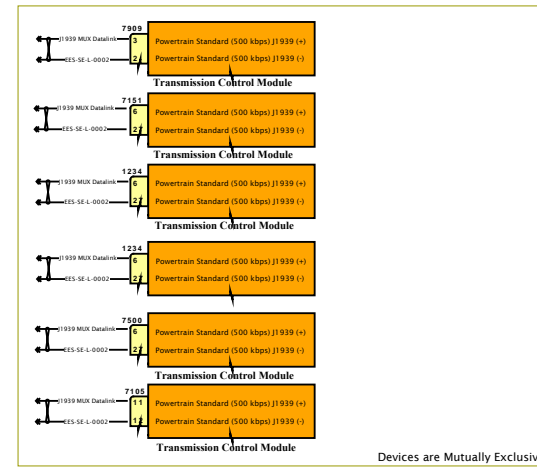 7909
J1939 MUX Datalink 3 Powertrain Standard (500 kbps) J1939 (+)
EES-SE-L-0002 Powertrain Standard (500 kbps) J1939 (-)
Transmission Control Module
7151
J1939 MUX Datalink 6 Powertrain Standard (500 kbps) J1939 (+)
EES-SE-L-0002 Powertrain Standard (500 kbps) J1939 (-)
Transmission Control Module
1234
J1939 MUX Datalink 6 Powertrain Standard (500 kbps) J1939 (+)
EES-SE-L-0002 Powertrain Standard (500 kbps) J1939 (-)
Transmission Control Module
1234
J1939 MUX Datalink 6 Powertrain Standard (500 kbps) J1939 (+)
EES-SE-L-0002 Powertrain Standard (500 kbps) J1939 (-)
7500
J1939 MUX Datalink 6 Powertrain Standard (500 kbps) J1939 (+)
EES-SE-L-0002 Powertrain Standard (500 kbps) J1939 (-)
Transmission Control Module
7105
J1939 MUX Datalink 11 Powertrain Standard (500 kbps) J1939 (+)
EES-SE-L-0002 Powertrain Standard (500 kbps) J1939 (-)
Transmission Control Module
Devices are Mutually Exclusiv